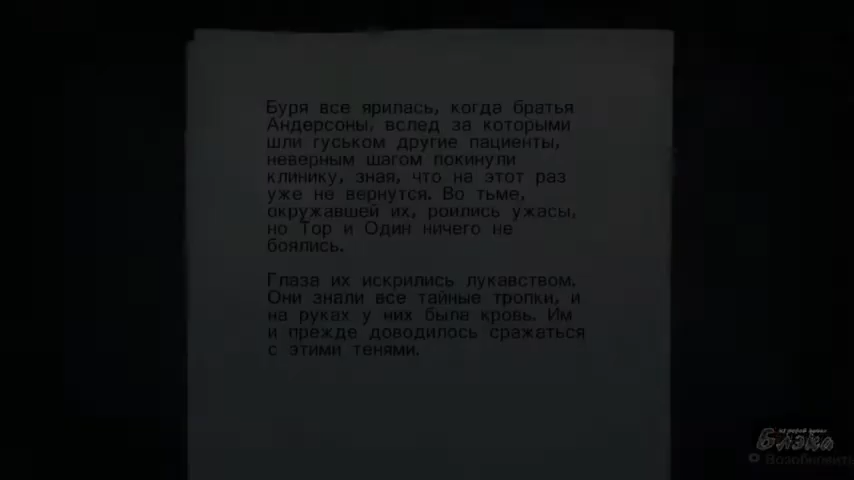 Буря все ярилась, когда братья
Андерсоны, вслед за которыми
шли гуськом другие пациенты,
неверным шагом покинули
клинику, зная, что на этот раз
уже не вернутся. Во тьме,
окружавшей их, роились ужасы,
но Тор и Один ничего не
боялись.
Глаза их искрились лукавством.
Они знали все тайные тропки, и
на руках у них была кровь. Им
и прежде доводилось сражаться
с этими тенями.
Блэка
Возобновить